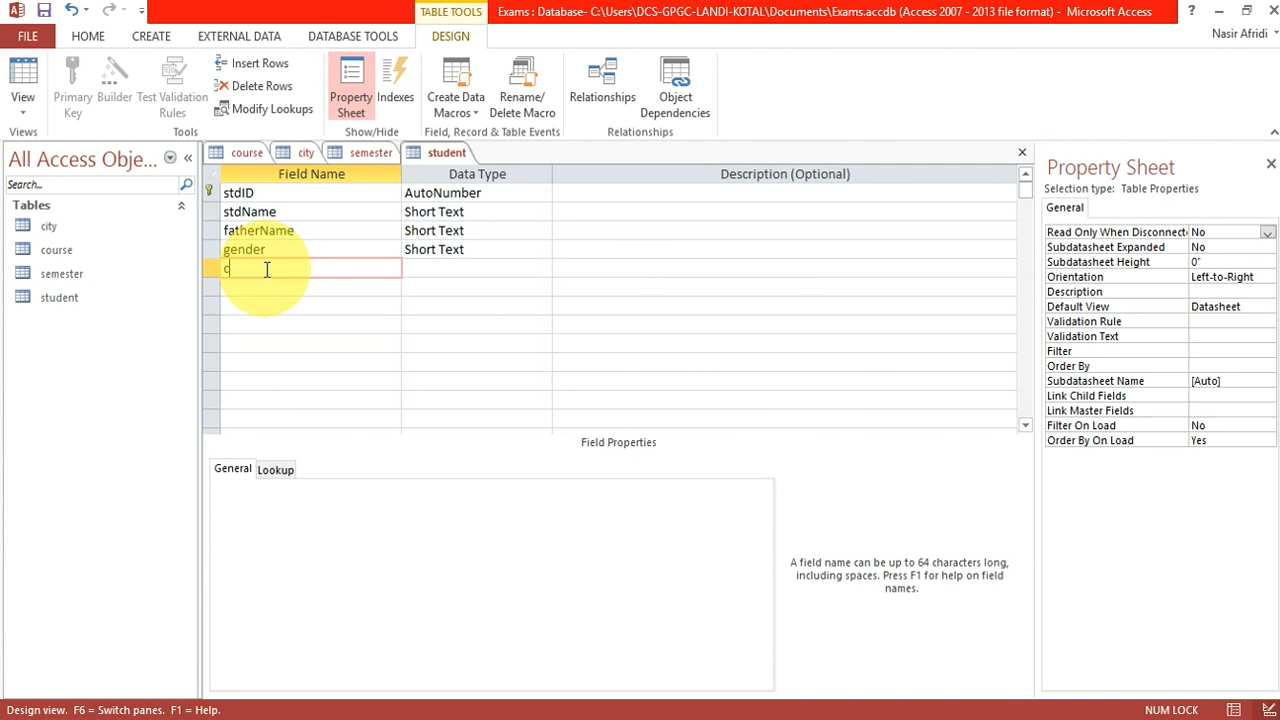 TABLE TOOLS
Exams : Database- C:\Users\DCS-GPGC-LANDI-KOTAL\Documents\Exams.accdb (Access 2007 - 2013 file format) - Microsoft Access
FILE HOME CREATE EXTERNAL DATA DATABASE TOOLS DESIGN Nasir Afridi
View
Primary Key
Builder
Test Validation Rules
Insert Rows
Delete Rows
Modify Lookups
Property Sheet
Indexes
Create Data Macros
Rename/ Delete Macro
Relationships
Object Dependencies
Views Tools Show/Hide Field, Record & Table Events Relationships
All Access Obje...
Search...
Tables
city
course
semester
student
course city semester student
Field Name Data Type Description (Optional)
stdID AutoNumber
stdName Short Text
fatherName Short Text
gender Short Text
c
Field Properties
General Lookup
A field name can be up to 64 characters long,
including spaces. Press F1 for help on field
names.
Property Sheet
Selection type: Table Properties
General
Read Only When Disconnect No
Subdatasheet Expanded No
Subdatasheet Height 0"
Orientation Left-to-Right
Description
Default View Datasheet
Validation Rule
Validation Text
Filter
Order By
Subdatasheet Name [Auto]
Link Child Fields
Link Master Fields
Filter On Load No
Order By On Load Yes
Design view. F6 = Switch panes. F1 = Help. NUM LOCK